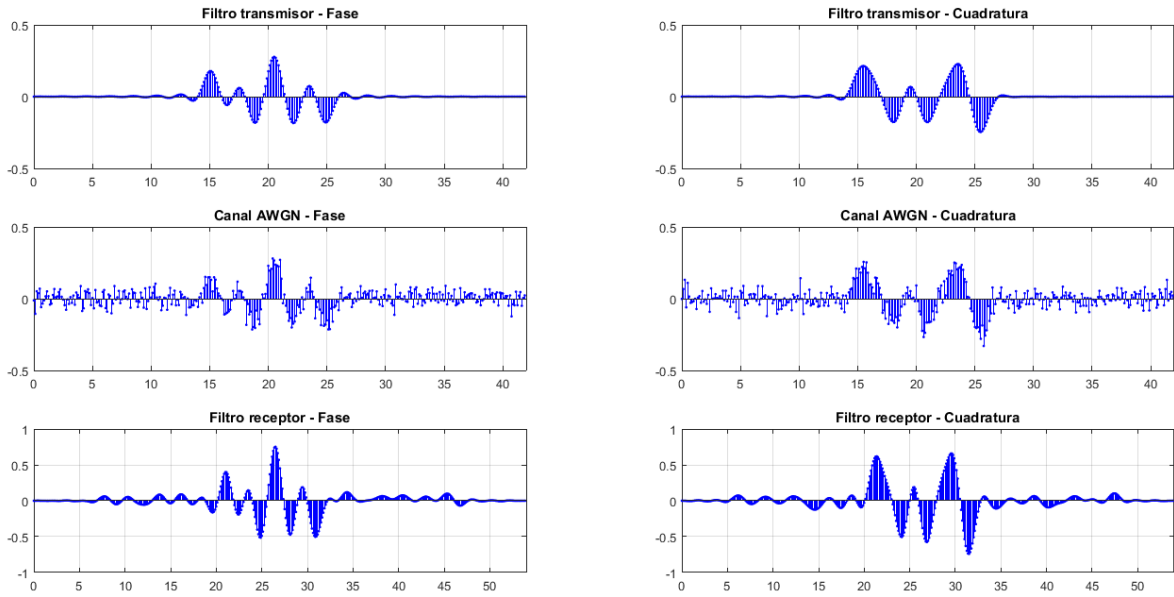 Filtro transmisor - Fase
0.5
0
-0.5
0 5 10 15 20 25 30 35 40
Filtro transmisor - Cuadratura
0.5
0
-0.5
0 5 10 15 20 25 30 35 40
Canal AWGN - Fase
0.5
0
-0.5
0 5 10 15 20 25 30 35 40
Canal AWGN - Cuadratura
0.5
0
-0.5
0 5 10 15 20 25 30 35 40
Filtro receptor - Fase
1
0.5
0
-0.5
-1
0 5 10 15 20 25 30 35 40 45 50
Filtro receptor - Cuadratura
1
0.5
0
-0.5
-1
0 5 10 15 20 25 30 35 40 45 50